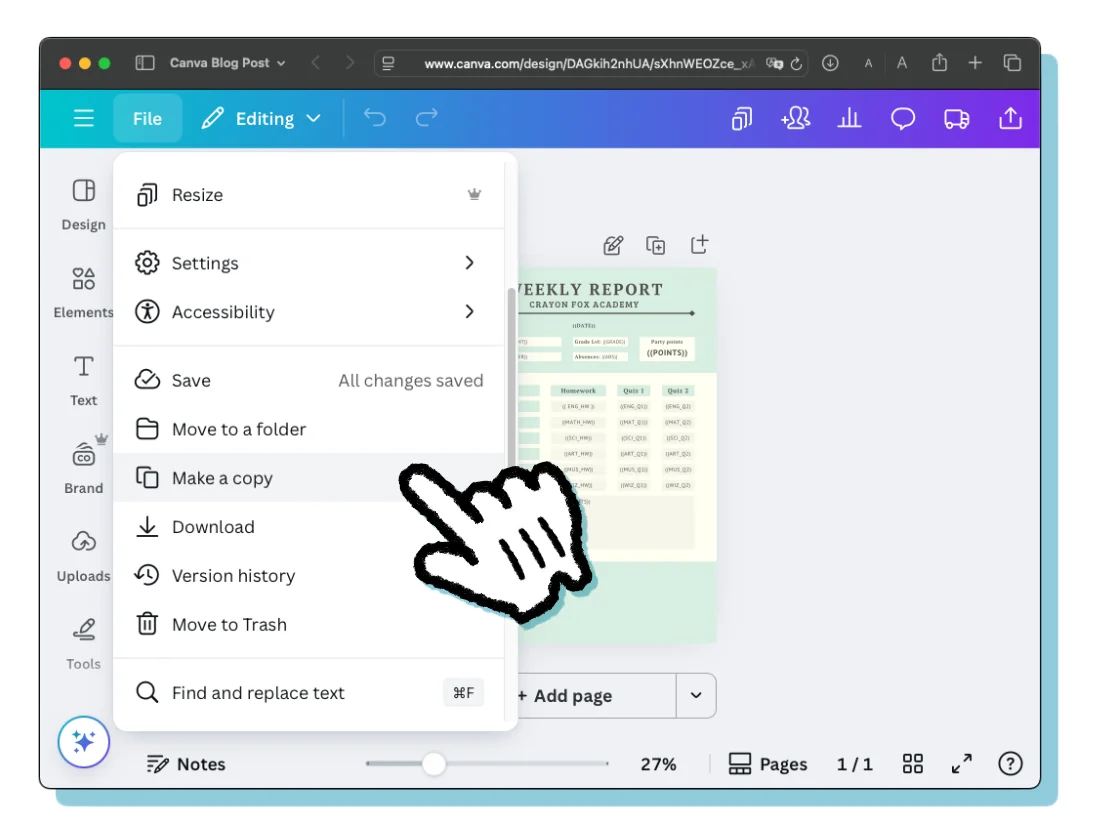 Canva Blog Post
www.canva.com/design/DAGkih2nhUA/sXhnWEOZce_x
A A
File
Editing
Design
Elements
Text
Brand
Uploads
Tools
Resize
Settings
Accessibility
Save All changes saved
Move to a folder
Make a copy
Download
Version history
Move to Trash
Find and replace text ⌘F
WEEKLY REPORT
CRAYON FOX ACADEMY
{{DATE}}
Grade Lvl: {{GRADE}}
Absences: {{ABS}}
Party points
{{POINTS}}
Homework Quiz 1 Quiz 2
{{ ENG_HW }} {{ENG_Q1}} {{ENG_Q2}}
{{MATH_HW}} {{MAT_Q1}} {{MAT_Q2}}
{{SCI_HW}} {{SCI_Q1}} {{SCI_Q2}}
{{ART_HW}} {{ART_Q1}} {{ART_Q2}}
{{MUS_HW}} {{MUS_Q1}} {{MUS_Q2}}
{{WIZ_Q1}} {{WIZ_Q2}}
+ Add page
Notes
27%
Pages
1 / 1
?